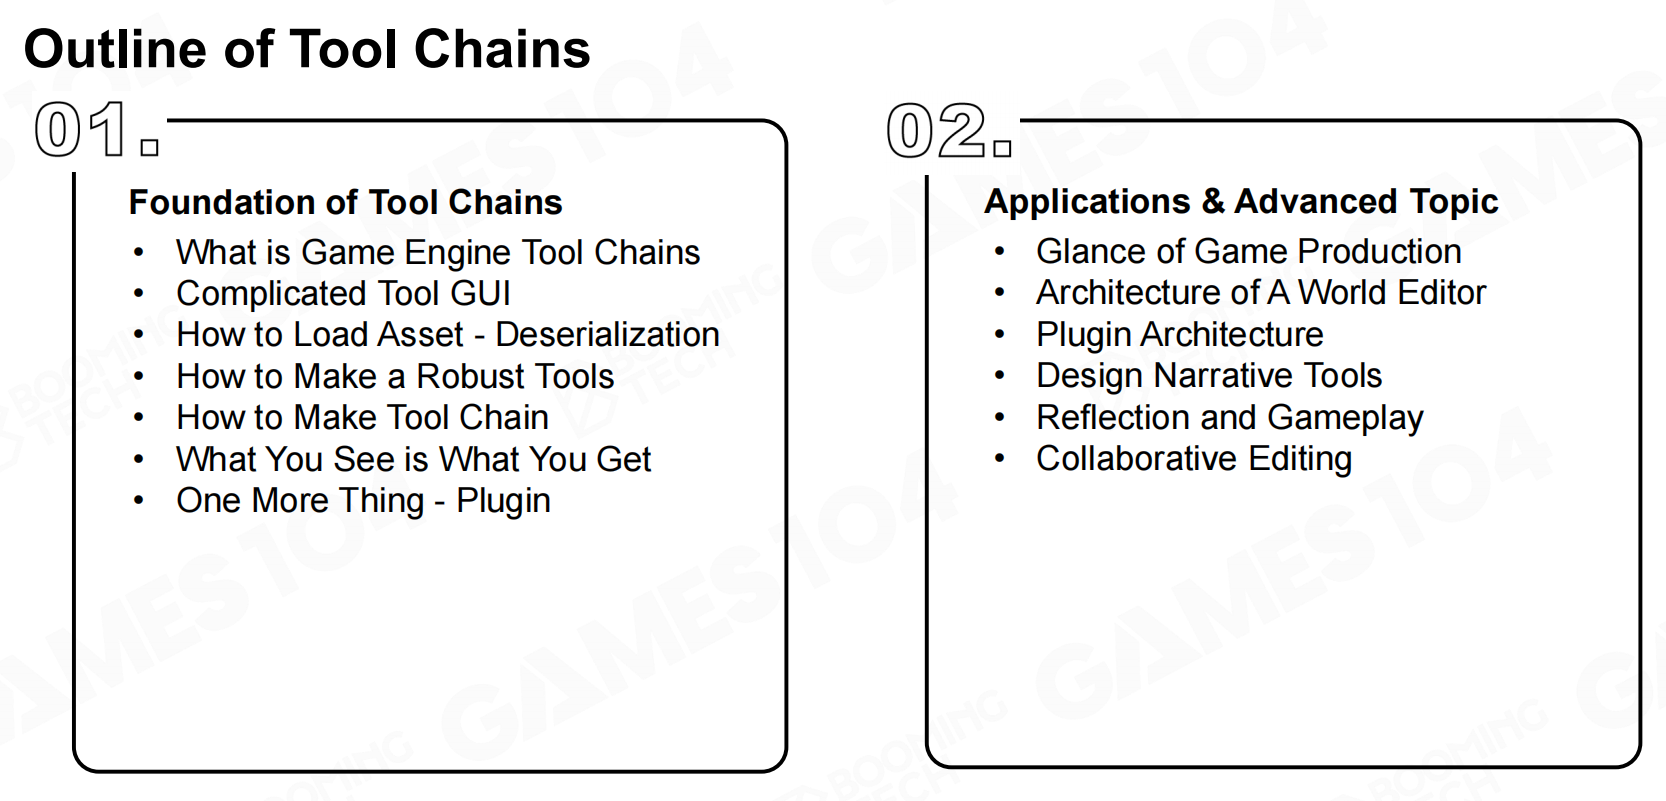 Outline of Tool Chains
01.
Foundation of Tool Chains
• What is Game Engine Tool Chains
• Complicated Tool GUI
• How to Load Asset - Deserialization
• How to Make a Robust Tools
• How to Make Tool Chain
• What You See is What You Get
• One More Thing - Plugin
02.
Applications & Advanced Topic
• Glance of Game Production
• Architecture of A World Editor
• Plugin Architecture
• Design Narrative Tools
• Reflection and Gameplay
• Collaborative Editing
GAMES104
BOOMING
TECH